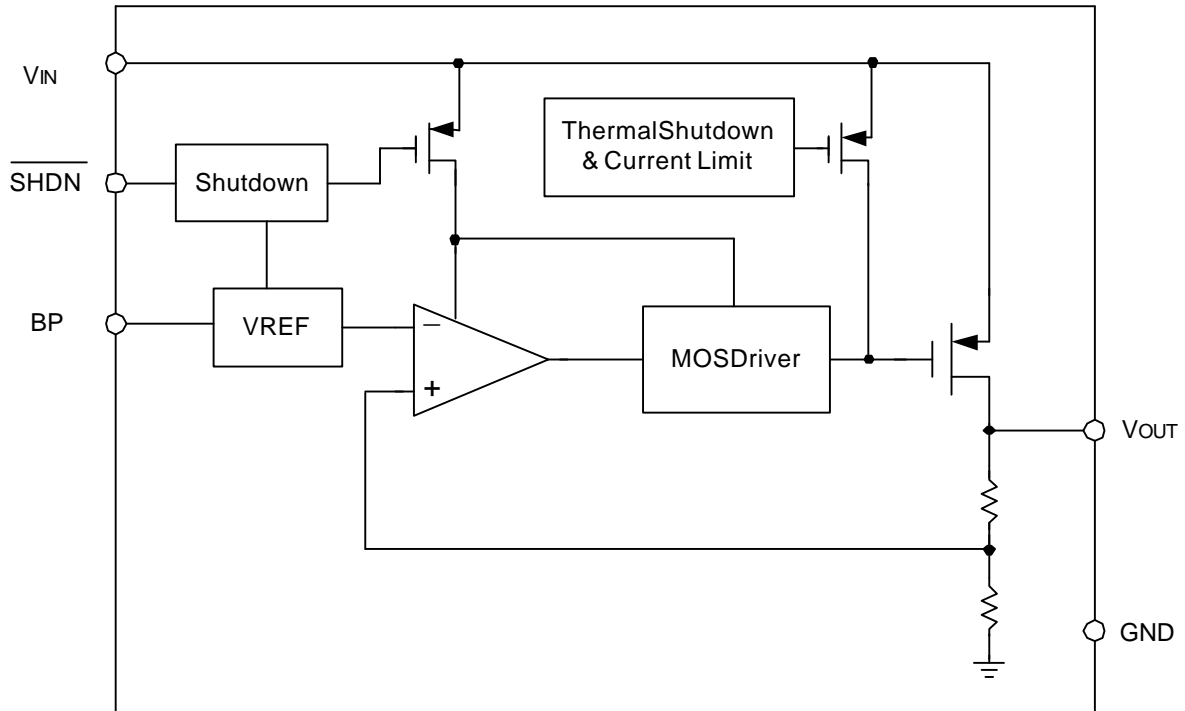 VIN
SHDN
Shutdown
ThermalShutdown
& Current Limit
BP
VREF
−
+
MOSDriver
VOUT
GND